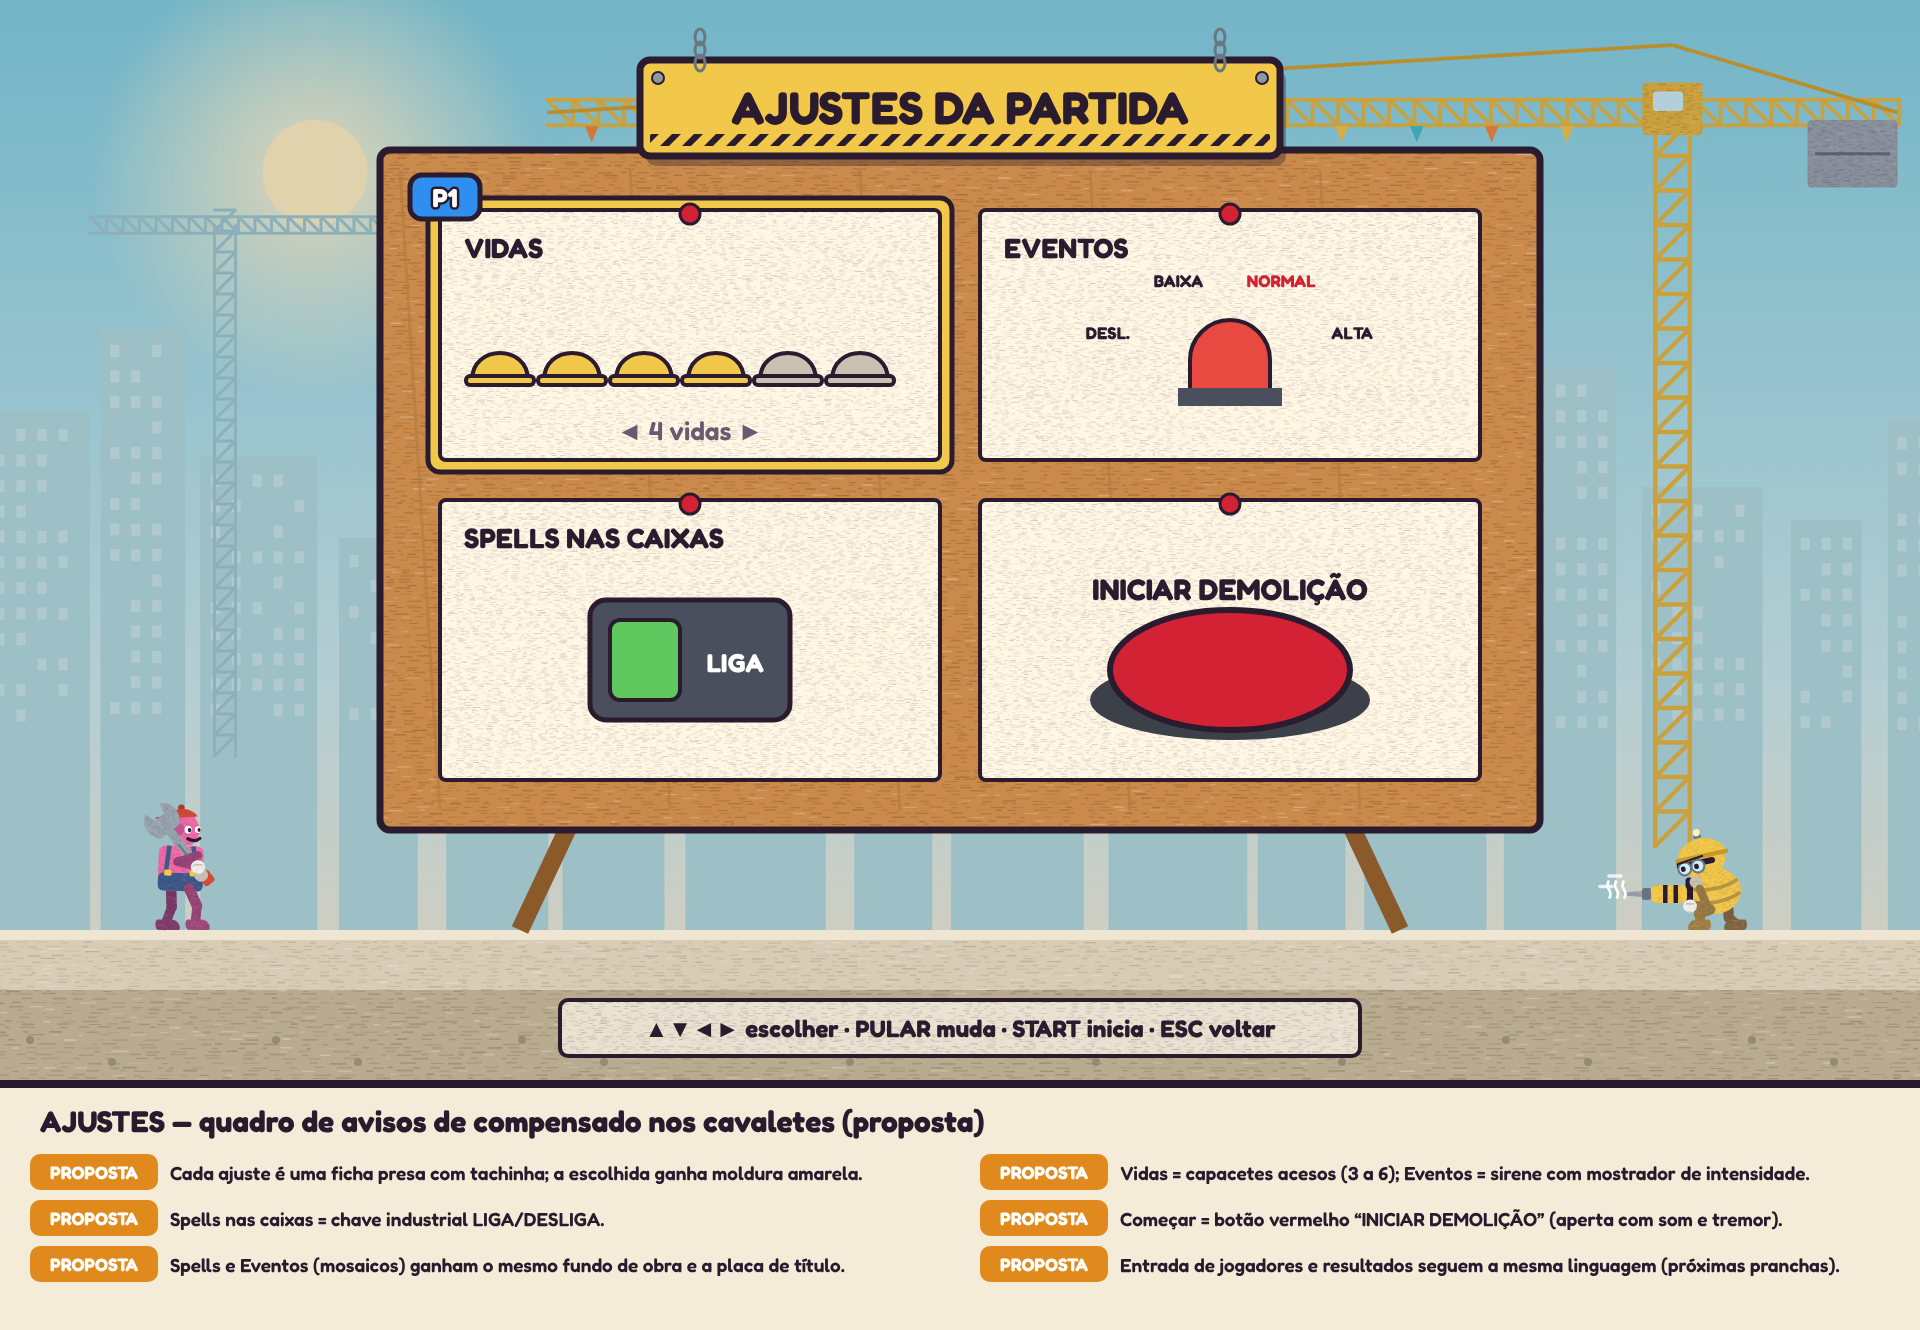 AJUSTES DA PARTIDA
P1
VIDAS
◄ 4 vidas ►
EVENTOS
BAIXA NORMAL
DESL. ALTA
SPELLS NAS CAIXAS
LIGA
INICIAR DEMOLIÇÃO
▲ ▼ ◄ ► escolher · PULAR muda · START inicia · ESC voltar
AJUSTES — quadro de avisos de compensado nos cavaletes (proposta)
PROPOSTA Cada ajuste é uma ficha presa com tachinha; a escolhida ganha moldura amarela.
PROPOSTA Vidas = capacetes acesos (3 a 6); Eventos = sirene com mostrador de intensidade.
PROPOSTA Spells nas caixas = chave industrial LIGA/DESLIGA.
PROPOSTA Começar = botão vermelho “INICIAR DEMOLIÇÃO” (aperta com som e tremor).
PROPOSTA Spells e Eventos (mosaicos) ganham o mesmo fundo de obra e a placa de título.
PROPOSTA Entrada de jogadores e resultados seguem a mesma linguagem (próximas pranchas).